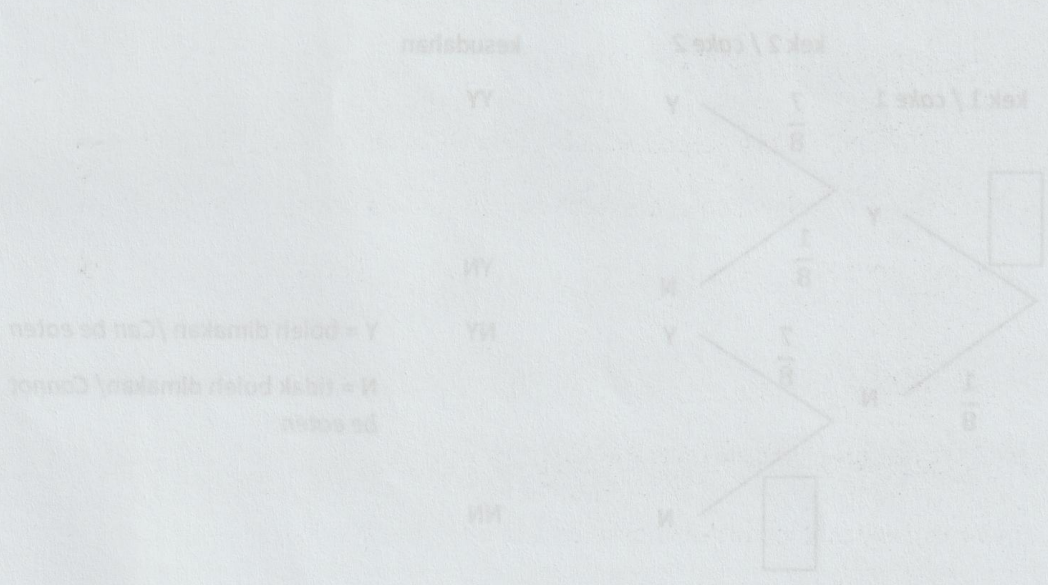 kek 2 / cake 2
kesudahan
kek 1 / cake 1
7
8
Y
YY
Y
1
8
N
YN
7
8
Y
NY
Y = boleh dimakan / Can be eaten
N
1
8
N = tidak boleh dimakan / Cannot
be eaten
N
NN